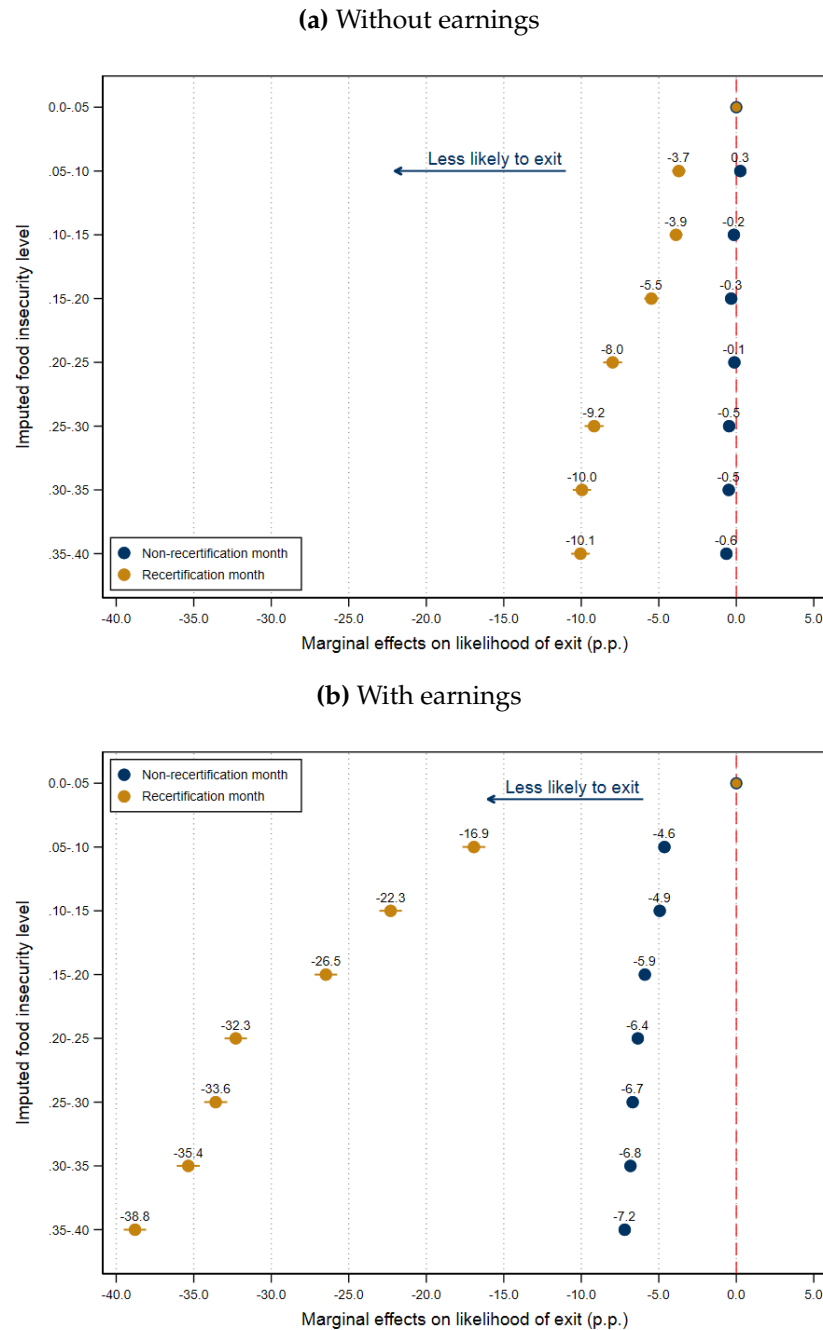 (a) Without earnings
0.0-.05
Less likely to exit
-3.7 0.3
.05-10
-3.9 -0.2
.10-15
-5.5 -0.3
.15-20
-8.0 -0.1
.20-25
-9.2 -0.5
.25-30
-10.0 -0.5
.30-35
-10.1 -0.6
.35-40
Imputed food insecurity level
Non-recertification month
Recertification month
-40.0 -35.0 -30.0 -25.0 -20.0 -15.0 -10.0 -5.0 0.0 5.0
Marginal effects on likelihood of exit (p.p.)
(b) With earnings
Non-recertification month
Recertification month
0.0-.05
Less likely to exit
-16.9 -4.6
.05-10
-22.3 -4.9
.10-15
-26.5 -5.9
.15-20
-32.3 -6.4
.20-25
-33.6 -6.7
.25-30
-35.4 -6.8
.30-35
-38.8 -7.2
.35-40
Imputed food insecurity level
-40.0 -35.0 -30.0 -25.0 -20.0 -15.0 -10.0 -5.0 0.0 5.0
Marginal effects on likelihood of exit (p.p.)